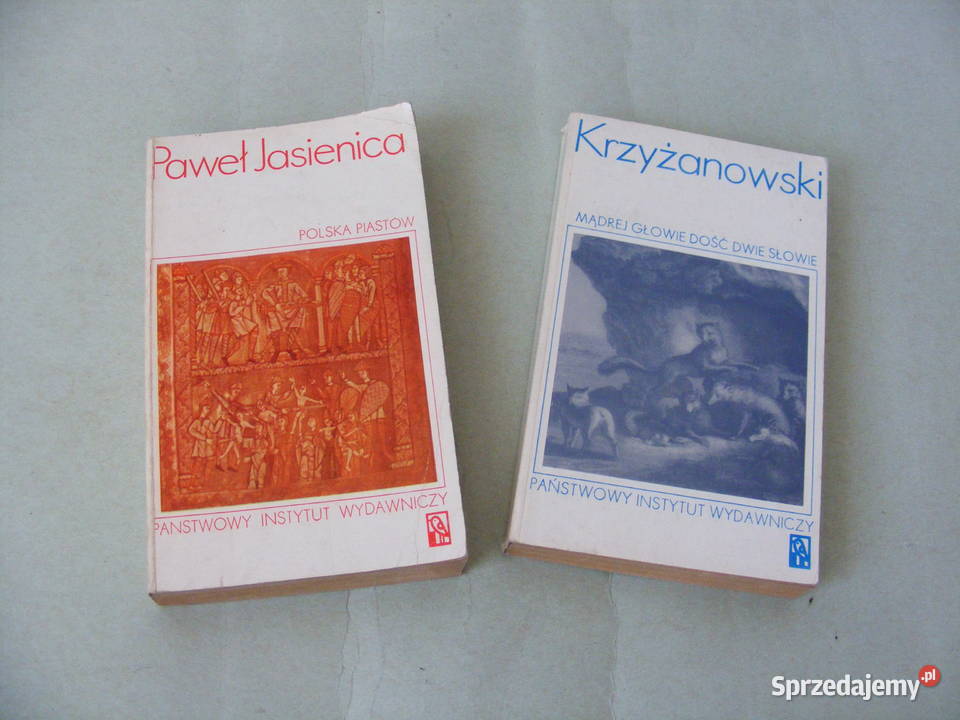 Paweł Jasienica
POLSKA PIASTÓW
PAŃSTWOWY INSTYTUT WYDAWNICZY
Krzyżanowski
MĄDREJ GŁOWIE DOŚĆ DWIE SŁOWIE
PAŃSTWOWY INSTYTUT WYDAWNICZY
Sprzedajemy.pl